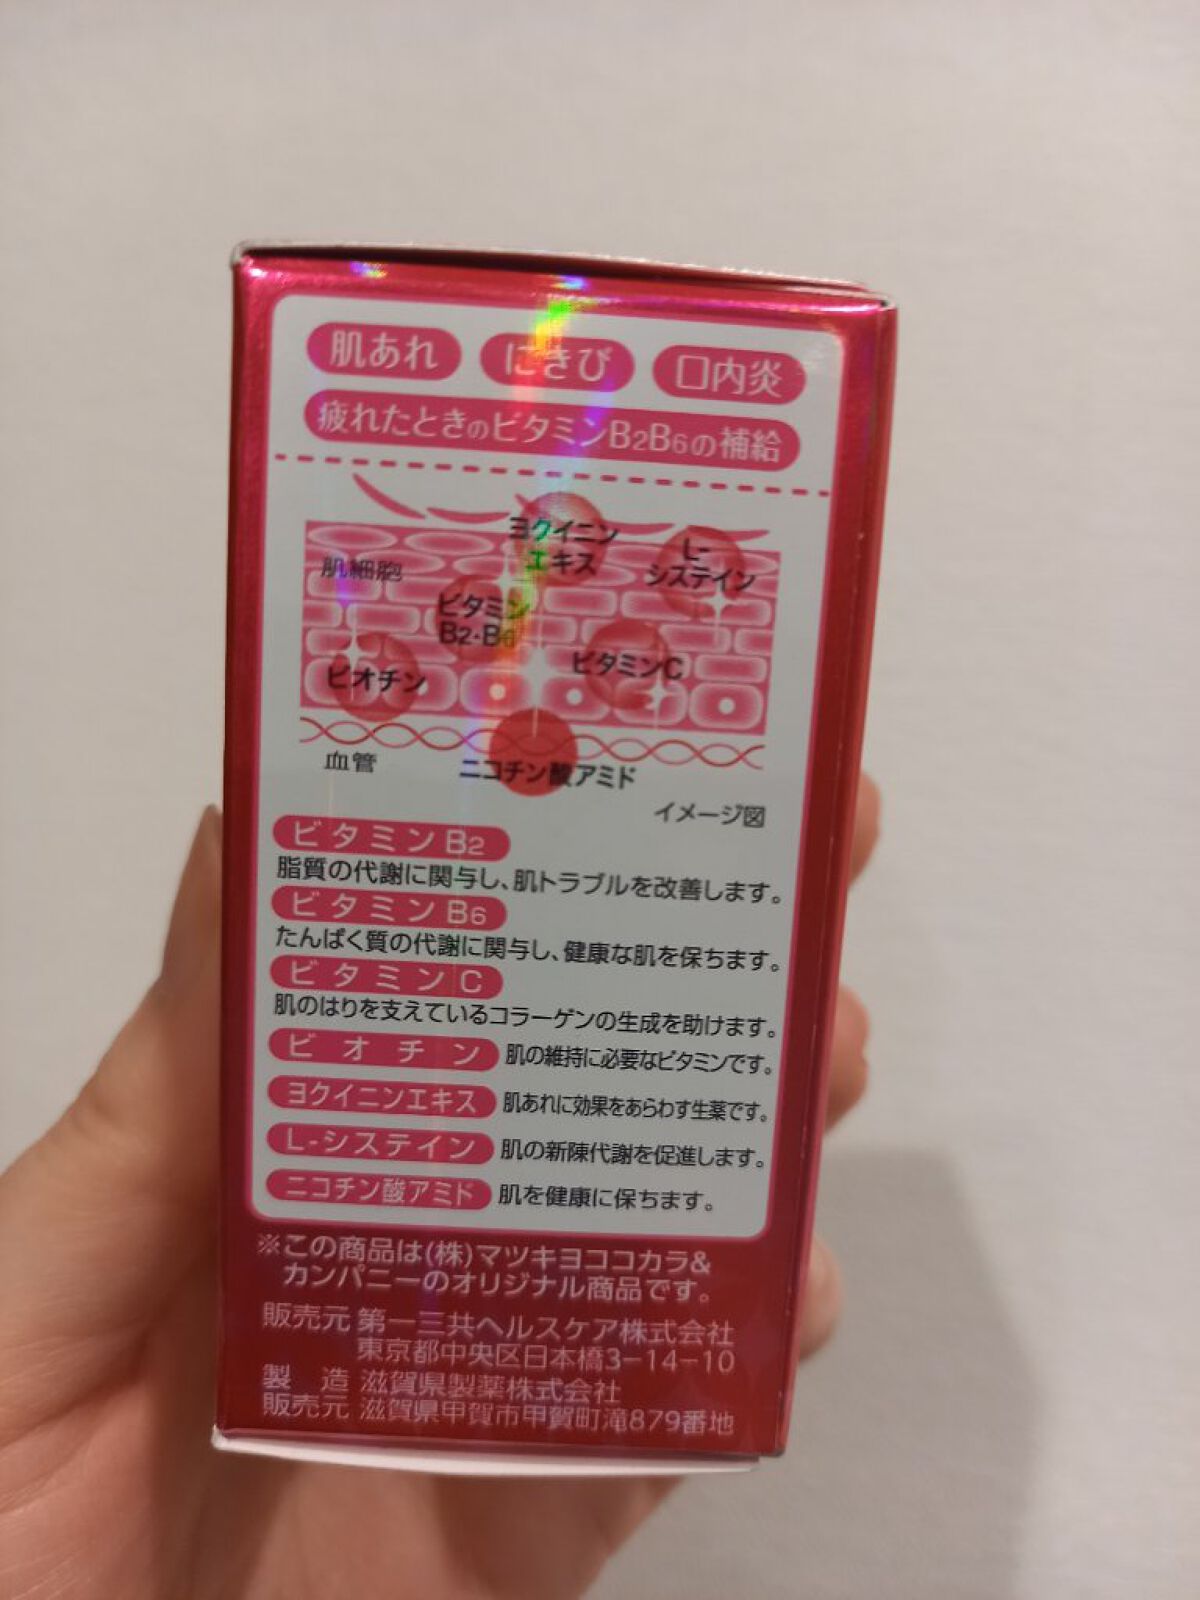 肌あれ にきび 口内炎
疲れたときのビタミンB2B6の補給
ヨクイニン
エキス
L-
システイン
肌細胞
ビタミン
B2・B6
ビタミンC
ビオチン
血管
ニコチン酸アミド
イメージ図
ビタミンB2
脂質の代謝に関与し、肌トラブルを改善します。
ビタミンB6
たんぱく質の代謝に関与し、健康な肌を保ちます。
ビタミンC
肌のはりを支えているコラーゲンの生成を助けます。
ビオチン 肌の維持に必要なビタミンです。
ヨクイニンエキス 肌あれに効果をあらわす生薬です。
L-システイン 肌の新陳代謝を促進します。
ニコチン酸アミド 肌を健康に保ちます。
※この商品は(株)マツキヨココカラ&
カンパニーのオリジナル商品です。
販売元 第一三共ヘルスケア株式会社
東京都中央区日本橋3-14-10
製造 滋賀県製薬株式会社
販売元 滋賀県甲賀市甲賀町滝879番地